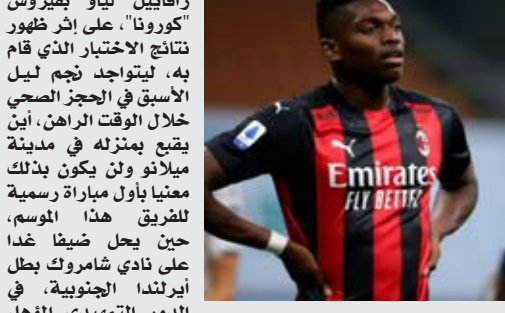 رافاييل لياو بفيروس
"كورونا"، على إثر ظهور
نتائج الاختبار الذي قام
به، ليتواجد نجم ليل
الأسبق في الحجز الصحي
خلال الوقت الراهن، أين
يقبع بمنزله في مدينة
ميلانو ولن يكون بذلك
معنيا بأول مباراة رسمية
للفريق هذا الموسم،
حين يحل ضيفا غدا
على نادي شامروك بطل
أيرلندا الجنوبية، في
الدور التمهيدي المؤهل
Emirates
FLY BETTER